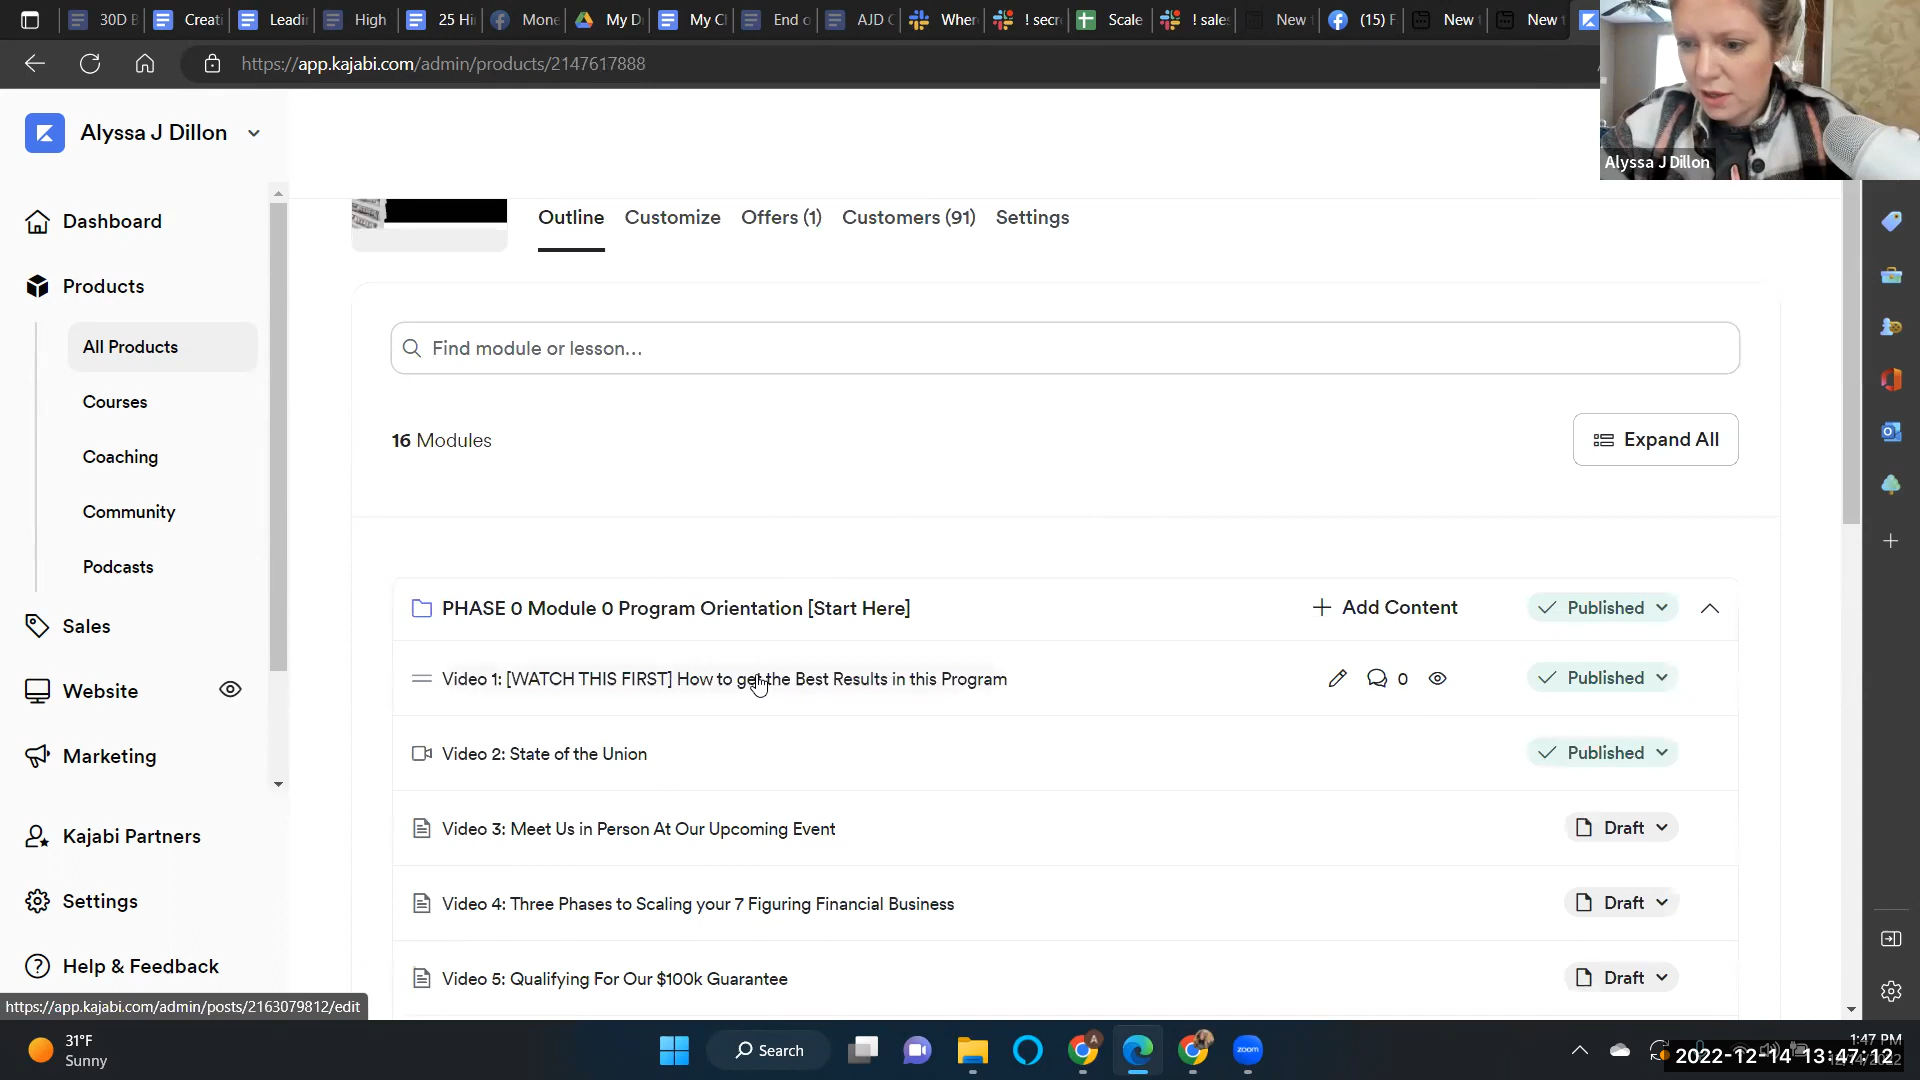 30D B
Creati
Leadin
High
25 Hi
Mone
My D
My Cl
End o
AJD C
Wher
! secr
Scale
! sales
New
(15) F
New
New
https://app.kajabi.com/admin/products/2147617888
Alyssa J Dillon
Alyssa J Dillon
Dashboard
Products
All Products
Courses
Coaching
Community
Podcasts
Sales
Website
Marketing
Kajabi Partners
Settings
Help & Feedback
Outline Customize Offers (1) Customers (91) Settings
Find module or lesson...
16 Modules
Expand All
PHASE 0 Module 0 Program Orientation [Start Here]
Add Content
Published
Video 1: [WATCH THIS FIRST] How to get the Best Results in this Program
0
Published
Video 2: State of the Union
Published
Video 3: Meet Us in Person At Our Upcoming Event
Draft
Video 4: Three Phases to Scaling your 7 Figuring Financial Business
Draft
Video 5: Qualifying For Our $100k Guarantee
Draft
https://app.kajabi.com/admin/posts/2163079812/edit
31°F
Sunny
Search
zoom
1:47 PM
2022-12-14 13:47:12